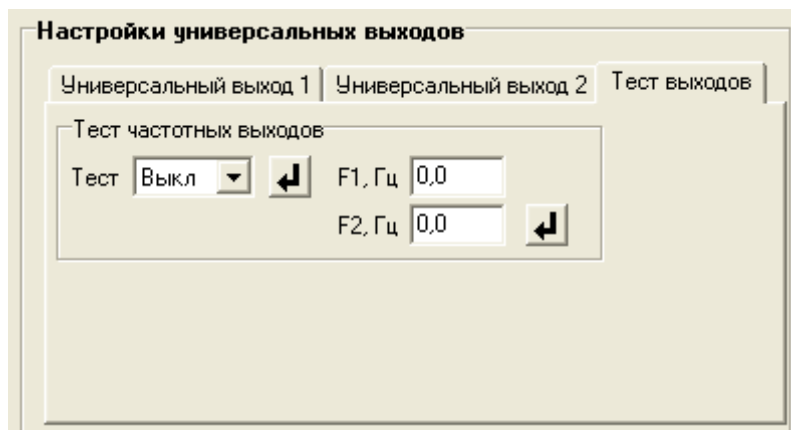 Настройки универсальных выходов
Универсальный выход 1 Универсальный выход 2 Тест выходов
Тест частотных выходов
Тест Выкл F1, Гц 0,0
F2, Гц 0,0